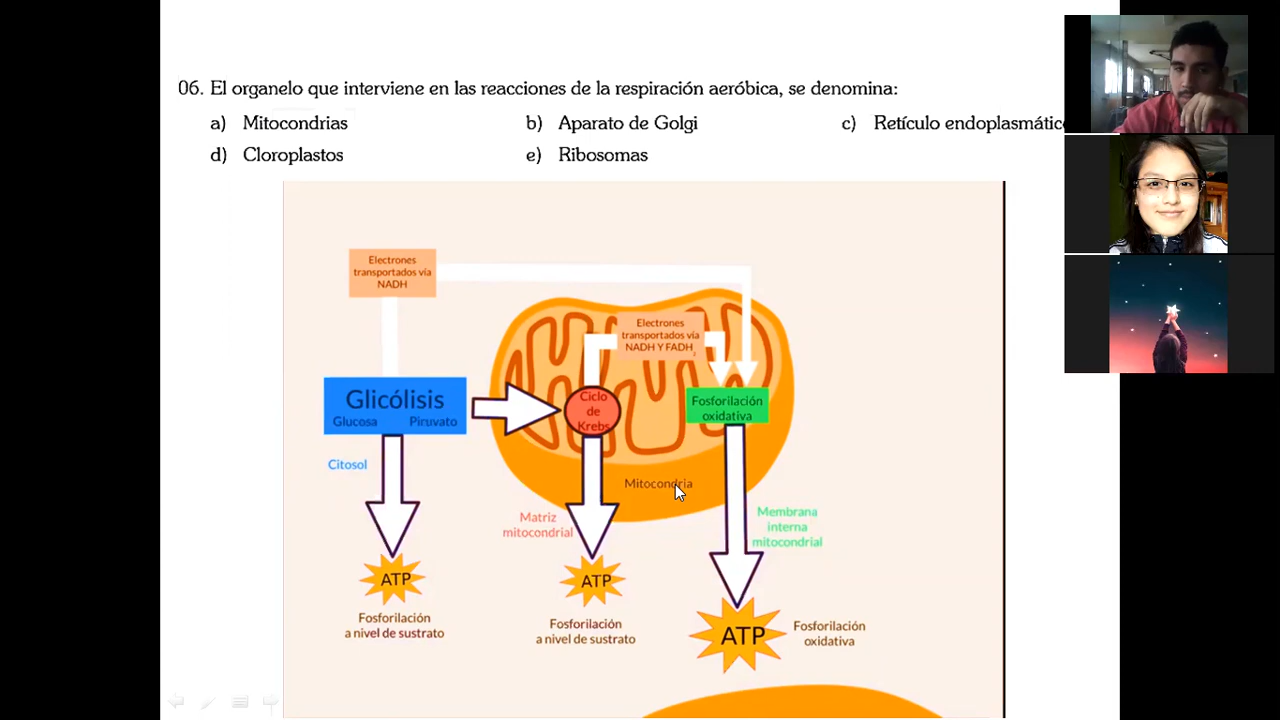 06. El organelo que interviene en las reacciones de la respiración aeróbica, se denomina:
a) Mitocondrias b) Aparato de Golgi c) Retículo
d) Cloroplastos e) Ribosomas
Electrones
transportados vía
NADH
Electrones
transportados vía
NADH Y FADH2
Glicólisis
Glucosa Piruvato
Ciclo
de
Krebs
Fosforilación
oxidativa
Citosol
Mitocondria
Matriz
mitocondrial
Membrana
interna
mitocondrial
ATP
ATP
ATP
Fosforilación
a nivel de sustrato
Fosforilación
a nivel de sustrato
Fosforilación
oxidativa